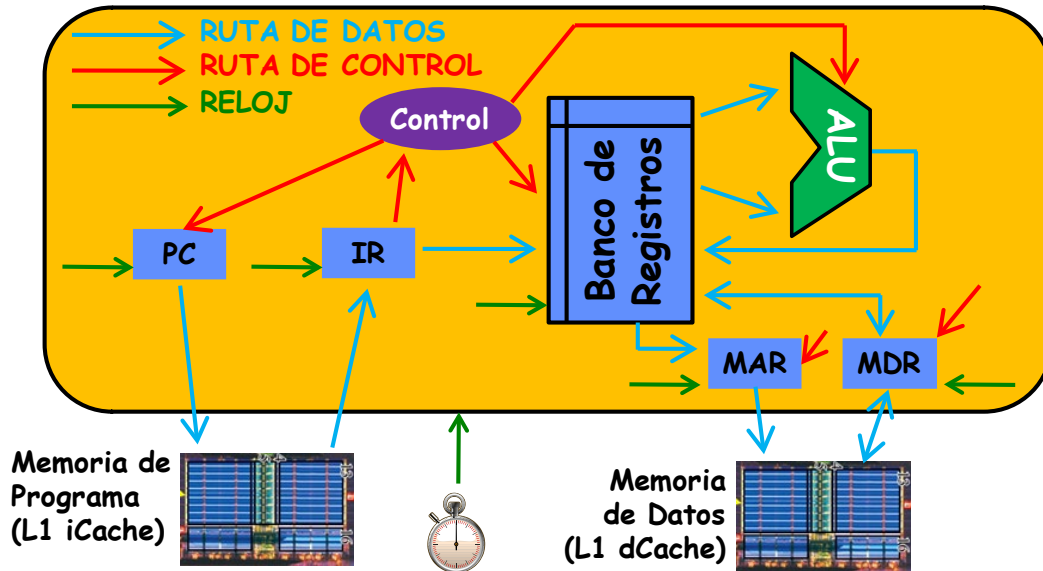 RUTA DE DATOS
RUTA DE CONTROL
RELOJ
Control
ALU
Banco de
Registros
PC
IR
MAR
MDR
Memoria de
Programa
(L1 iCache)
Memoria
de Datos
(L1 dCache)